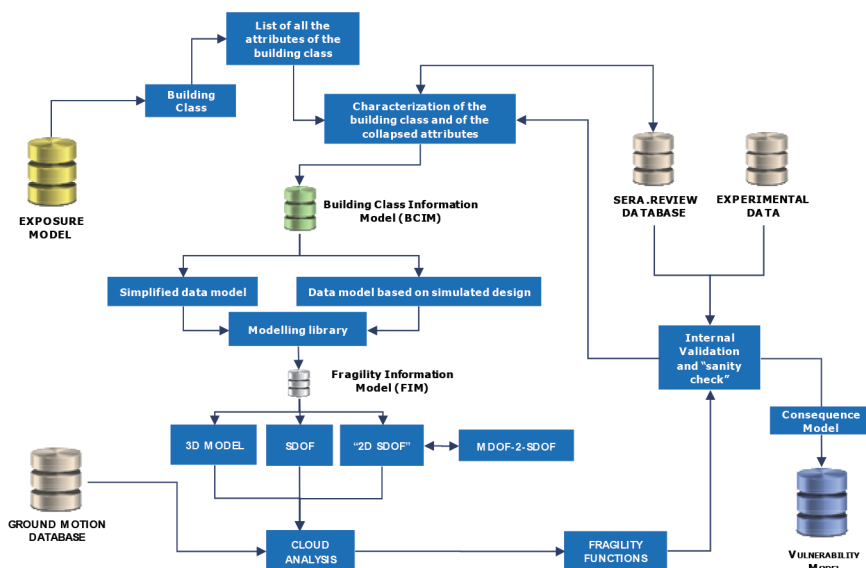 List of all the
attributes of the
building class
Building
Class
Characterization of the
building class and of the
collapsed attributes
EXPOSURE
MODEL
Building Class Information
Model (BCIM)
SERA.REVIEW
DATABASE
EXPERIMENTAL
DATA
Simplified data model
Data model based on simulated design
Modelling library
Internal
Validation
and “sanity
check”
Fragility Information
Model (FIM)
Consequence
Model
3D MODEL
SDOF
“2D SDOF”
MDOF-2-SDOF
GROUND MOTION
DATABASE
CLOUD
ANALYSIS
FRAGILITY
FUNCTIONS
VULNERABILITY
MODEL